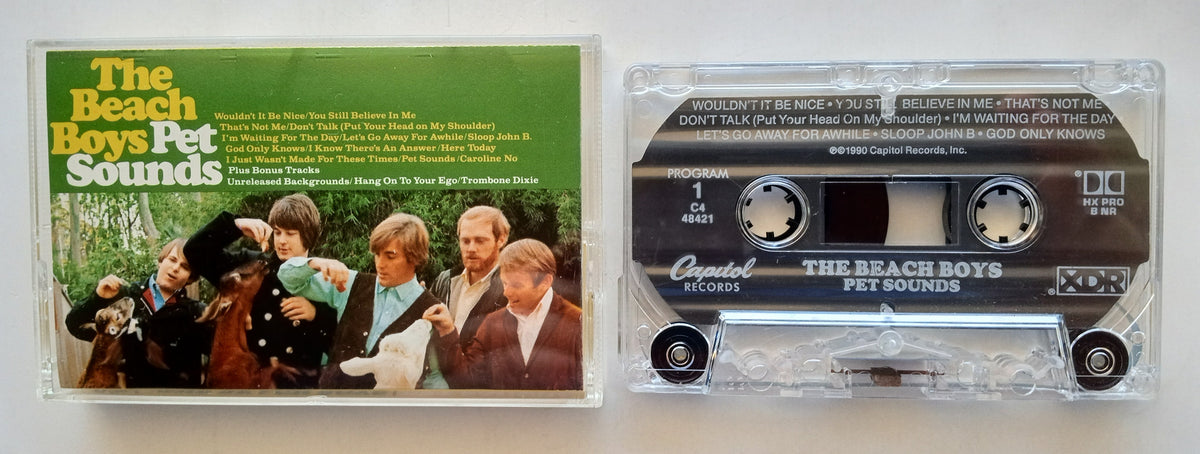 The
Beach
Boys Pet
Sounds
Wouldn't It Be Nice/You Still Believe In Me
That's Not Me/Don't Talk (Put Your Head On My Shoulder)
I'm Waiting For The Day/Let's Go Away For Awhile/Sloop John B.
God Only Knows/I Know There's An Answer/Here Today
I Just Wasn't Made For These Times/Pet Sounds/Caroline No
Plus Bonus Tracks
Unreleased Backgrounds/Hang On To Your Ego/Trombone Dixie
WOULDN'T IT BE NICE • YOU STILL BELIEVE IN ME • THAT'S NOT ME
DON'T TALK (Put Your Head On My Shoulder) • I'M WAITING FOR THE DAY
LET'S GO AWAY FOR AWHILE • SLOOP JOHN B • GOD ONLY KNOWS
℗©1990 Capitol Records, Inc.
PROGRAM
1
C4
48421
HX PRO
B NR
Capitol
RECORDS
THE BEACH BOYS
PET SOUNDS
XDR